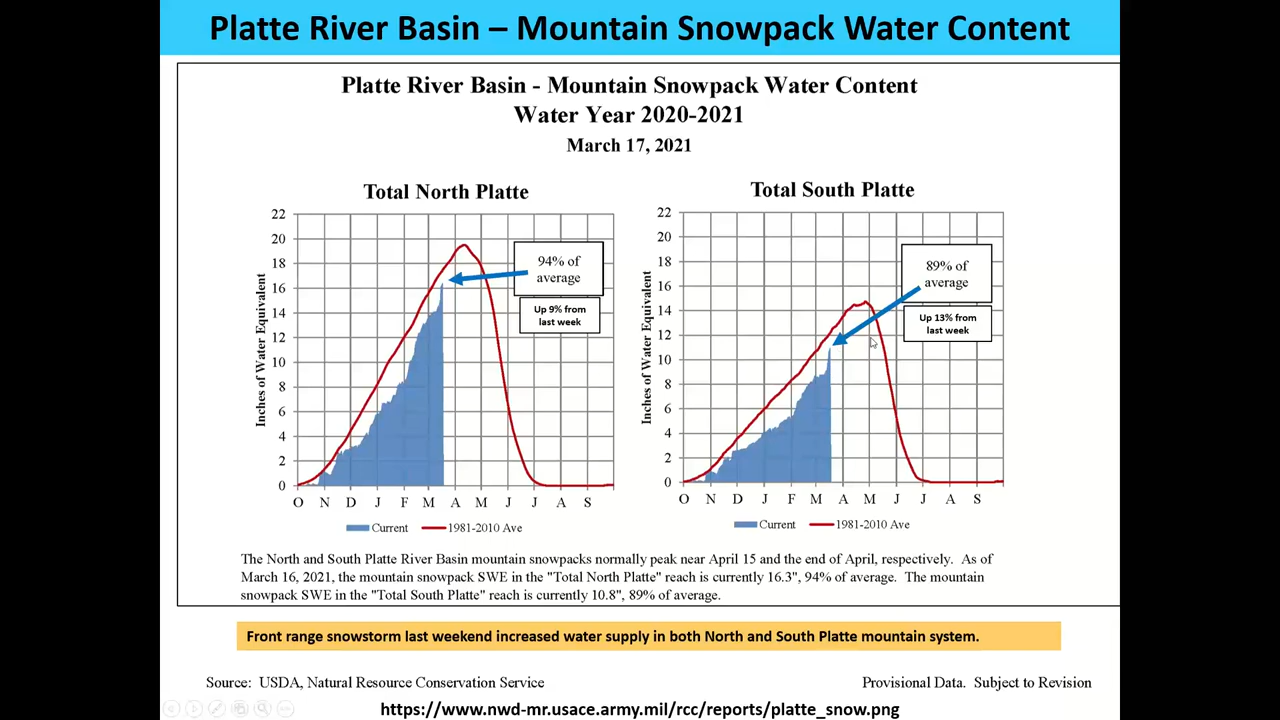 Platte River Basin – Mountain Snowpack Water Content
Platte River Basin - Mountain Snowpack Water Content
Water Year 2020-2021
March 17, 2021
Total North Platte
Inches of Water Equivalent
22
20
18
16
14
12
10
8
6
4
2
0
O N D J F M A M J J A S
94% of
average
Up 9% from
last week
Current 1981-2010 Ave
Total South Platte
Inches of Water Equivalent
22
20
18
16
14
12
10
8
6
4
2
0
O N D J F M A M J J A S
89% of
average
Up 13% from
last week
Current 1981-2010 Ave
The North and South Platte River Basin mountain snowpacks normally peak near April 15 and the end of April, respectively. As of
March 16, 2021, the mountain snowpack SWE in the "Total North Platte" reach is currently 16.3", 94% of average. The mountain
snowpack SWE in the "Total South Platte" reach is currently 10.8", 89% of average.
Front range snowstorm last weekend increased water supply in both North and South Platte mountain system.
Source: USDA, Natural Resource Conservation Service
Provisional Data. Subject to Revision
https://www.nwd-mr.usace.army.mil/rcc/reports/platte_snow.png